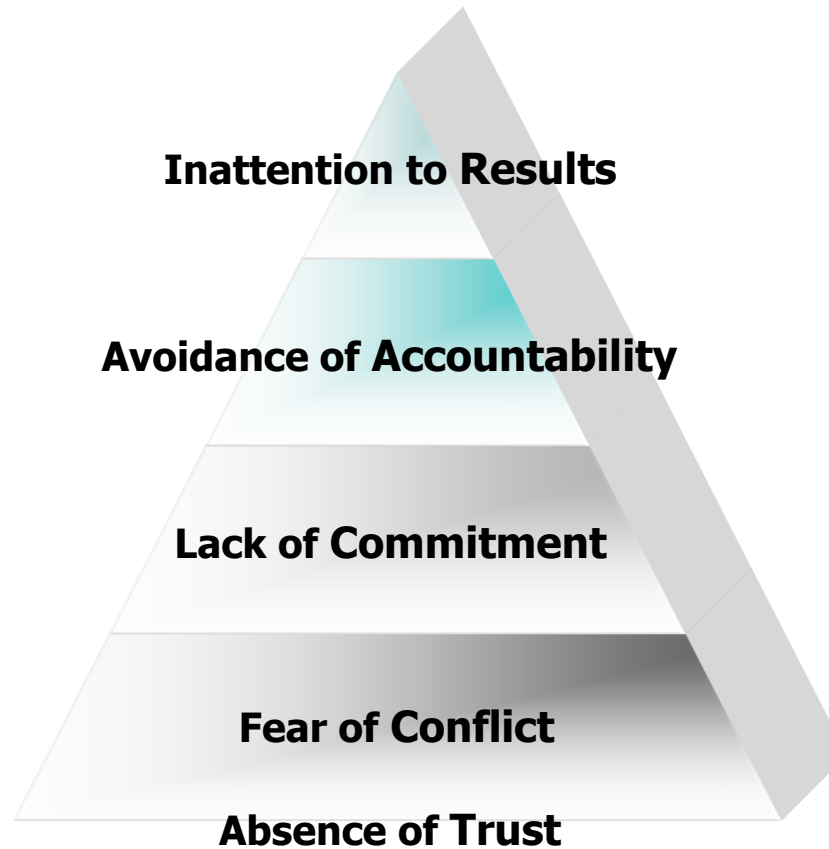 Inattention to Results
Avoidance of Accountability
Lack of Commitment
Fear of Conflict
Absence of Trust